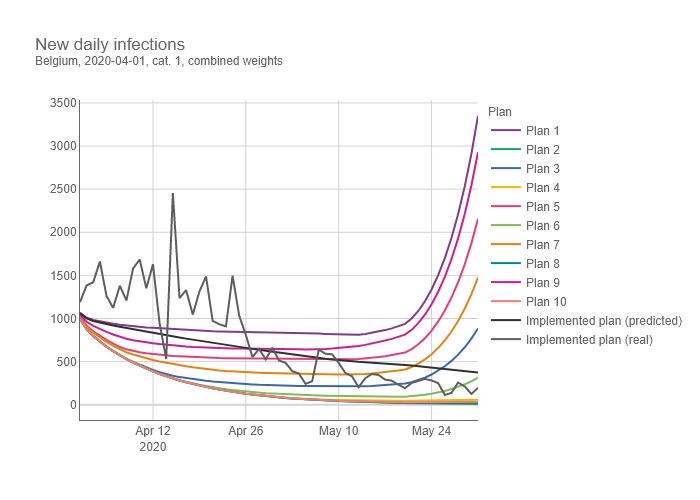 New daily infections
Belgium, 2020-04-01, cat. 1, combined weights
3500
3000
2500
2000
1500
1000
500
0
Apr 12
2020
Apr 26
May 10
May 24
Plan
Plan 1
Plan 2
Plan 3
Plan 4
Plan 5
Plan 6
Plan 7
Plan 8
Plan 9
Plan 10
Implemented plan (predicted)
Implemented plan (real)